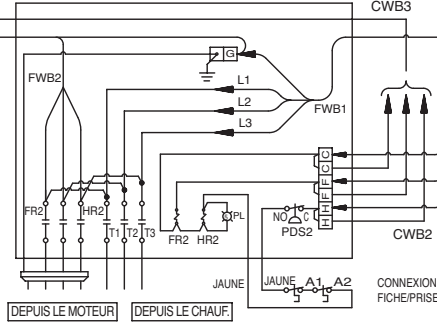 CWB3
G
FWB2
L1
L2
L3
FWB1
C
C
F
F
H
H
FR2
HR2
T1 T2 T3
FR2 HR2
PL
NO C
PDS2
CWB2
JAUNE
JAUNE A1 A2
CONNEXION
FICHE/PRISE
DEPUIS LE MOTEUR
DEPUIS LE CHAUF.